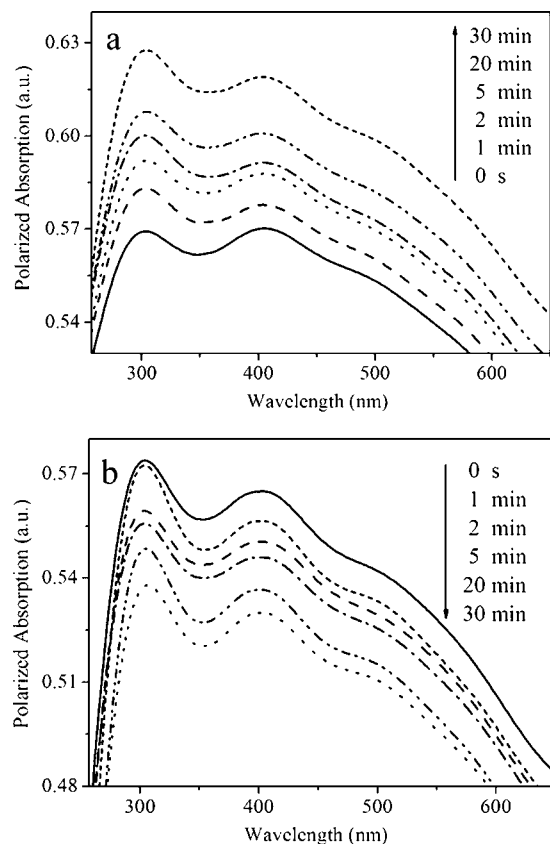 a
30 min
20 min
5 min
2 min
1 min
0 s
0.63
0.60
0.57
0.54
Polarized Absorption (a.u.)
300 400 500 600
Wavelength (nm)
b
0 s
1 min
2 min
5 min
20 min
30 min
0.57
0.54
0.51
0.48
Polarized Absorption (a.u.)
300 400 500 600
Wavelength (nm)